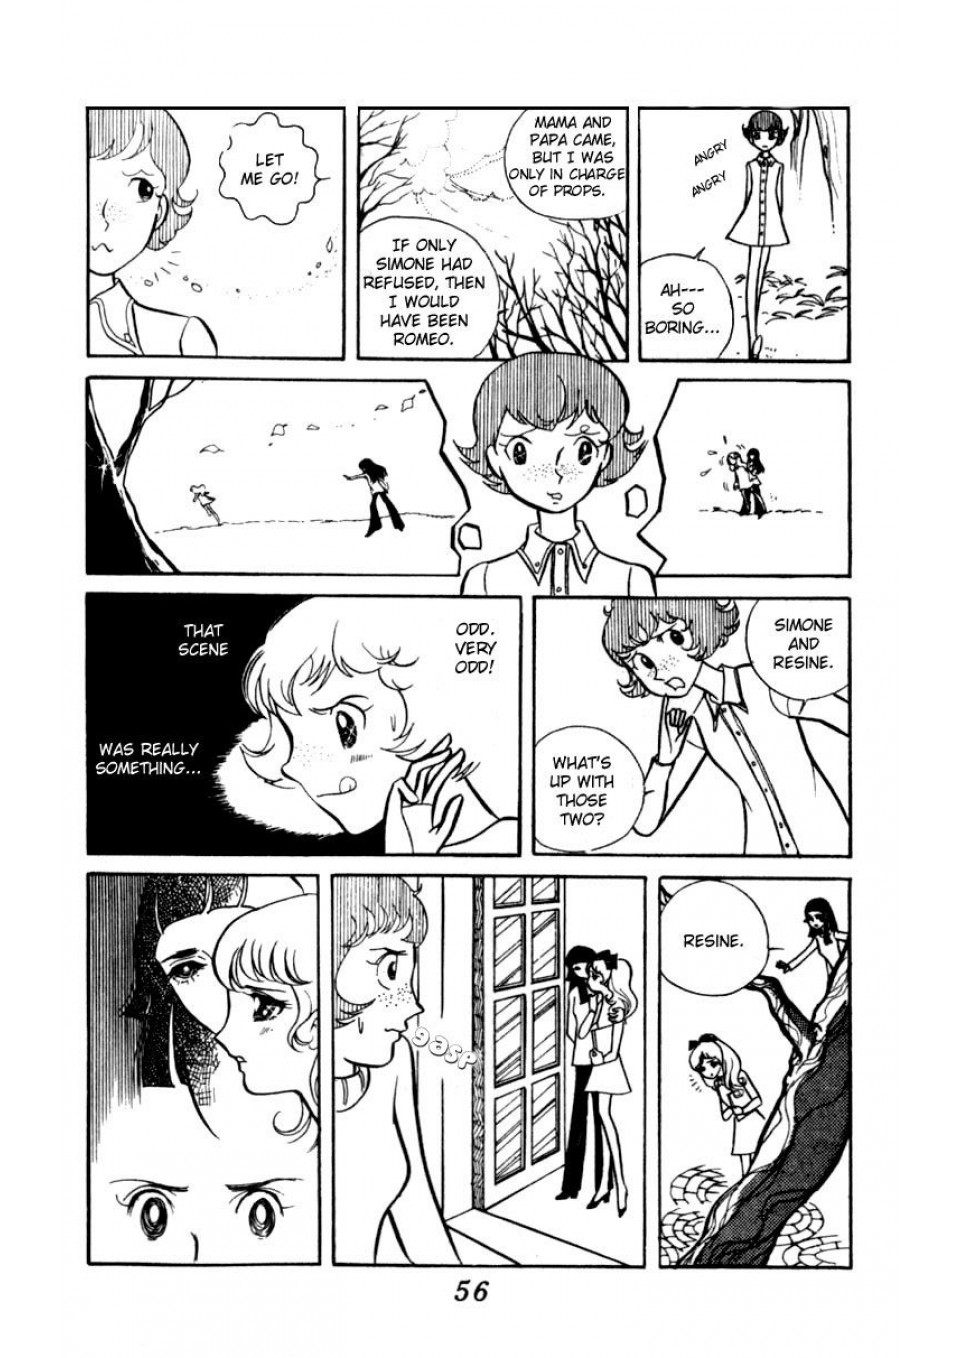 ANGRY
ANGRY
AH---
SO
BORING...
MAMA AND
PAPA CAME,
BUT I WAS
ONLY IN CHARGE
OF PROPS.
IF ONLY
SIMONE HAD
REFUSED, THEN
I WOULD
HAVE BEEN
ROMEO.
LET
ME GO!
SIMONE
AND
RESINE.
WHAT'S
UP WITH
THOSE
TWO?
ODD.
VERY
ODD!
THAT
SCENE
WAS REALLY
SOMETHING...
RESINE.
gasp
56